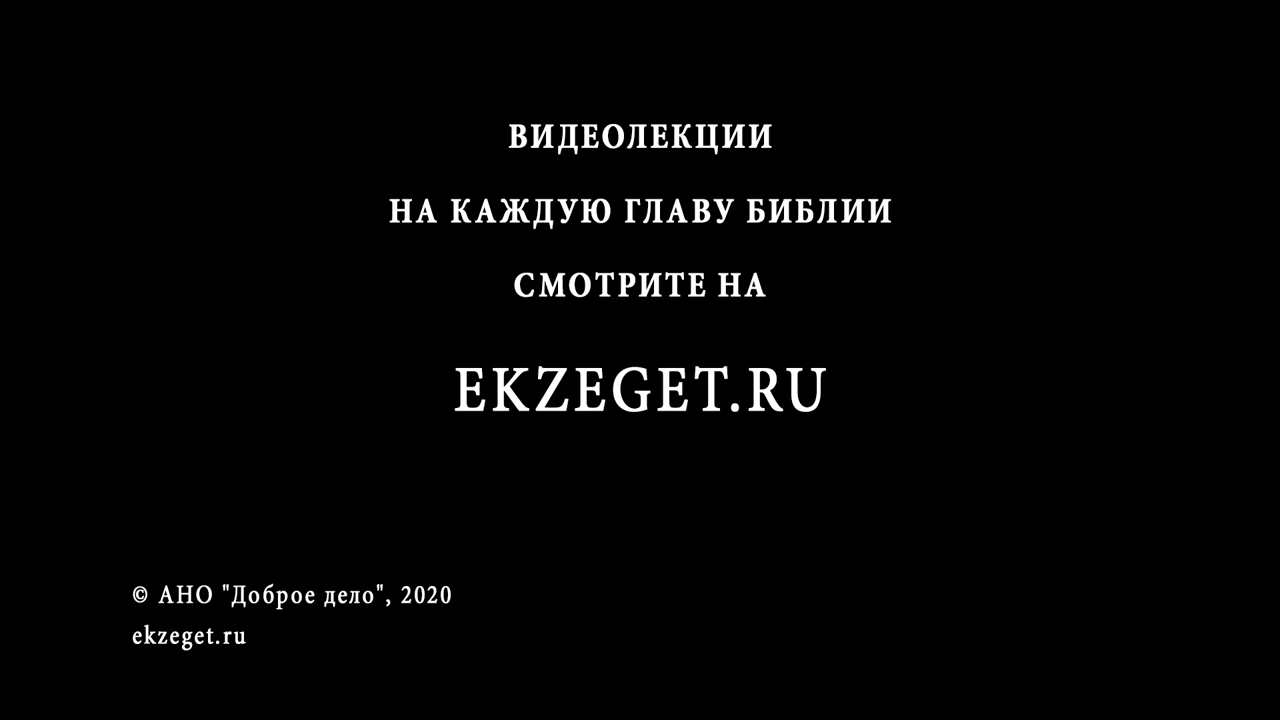 ВИДЕОЛЕКЦИИ
НА КАЖДУЮ ГЛАВУ БИБЛИИ
СМОТРИТЕ НА
EKZEGET.RU
© АНО "Доброе дело", 2020
ekzeget.ru